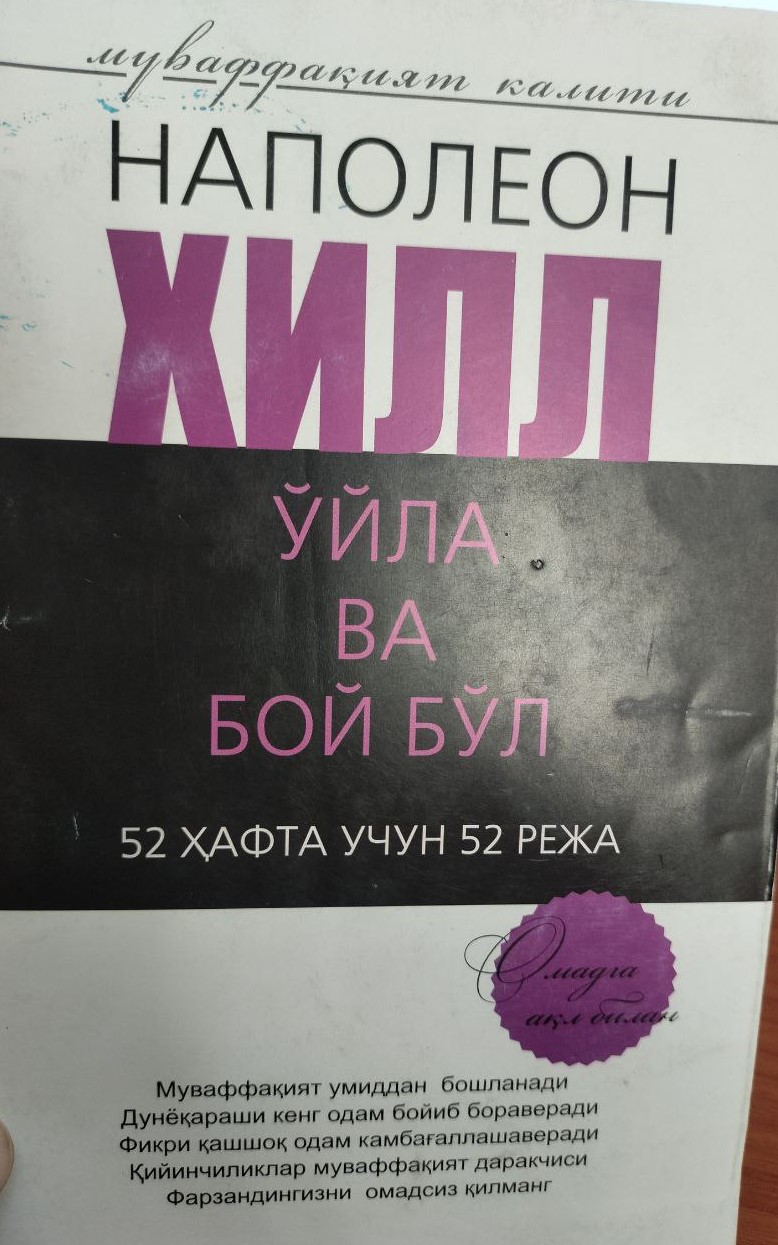 муваффақият калити
НАПОЛЕОН
ХИЛЛ
ЎЙЛА
ВА
БОЙ БЎЛ
52 ҲАФТА УЧУН 52 РЕЖА
Омадга
ақл билан
Муваффақият умиддан бошланади
Дунёқараши кенг одам бойиб бораверади
Фикри қашшоқ одам камбағаллашаверади
Қийинчиликлар муваффақият даракчиси
Фарзандингизни омадсиз қилманг